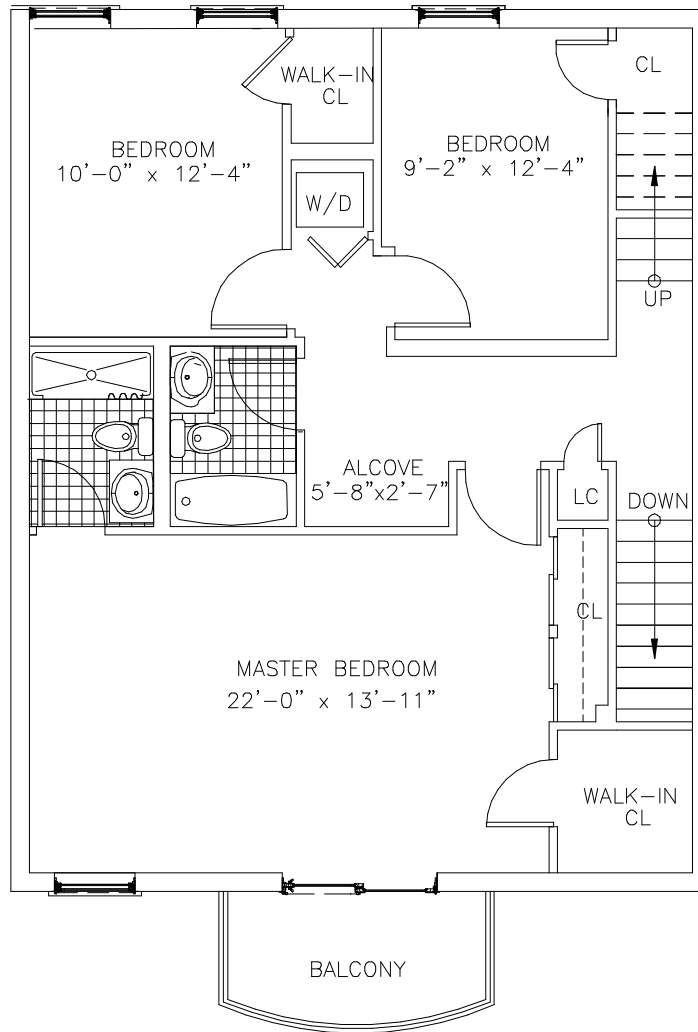 WALK-IN
CL
CL
BEDROOM
10'-0" x 12'-4"
BEDROOM
9'-2" x 12'-4"
W/D
UP
ALCOVE
5'-8"x2'-7"
LC
DOWN
CL
MASTER BEDROOM
22'-0" x 13'-11"
WALK-IN
CL
BALCONY